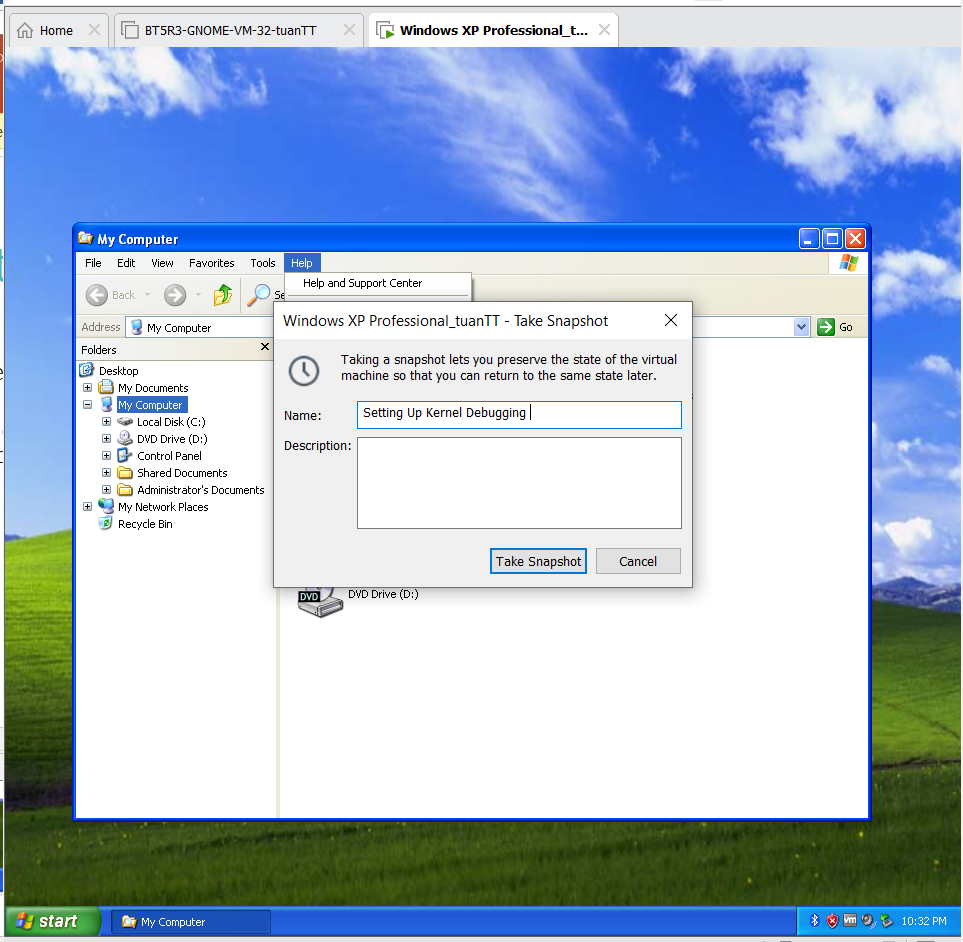 Home
BT5R3-GNOME-VM-32-tuanTT
Windows XP Professional_t...
My Computer
File Edit View Favorites Tools Help
Help and Support Center
Back
Se
Address My Computer Go
Windows XP Professional_tuanTT - Take Snapshot
Taking a snapshot lets you preserve the state of the virtual
machine so that you can return to the same state later.
Name: Setting Up Kernel Debugging
Description:
Take Snapshot Cancel
Folders
Desktop
My Documents
My Computer
Local Disk (C:)
DVD Drive (D:)
Control Panel
Shared Documents
Administrator's Documents
My Network Places
Recycle Bin
DVD
DVD Drive (D:)
start
My Computer
vm
10:32 PM